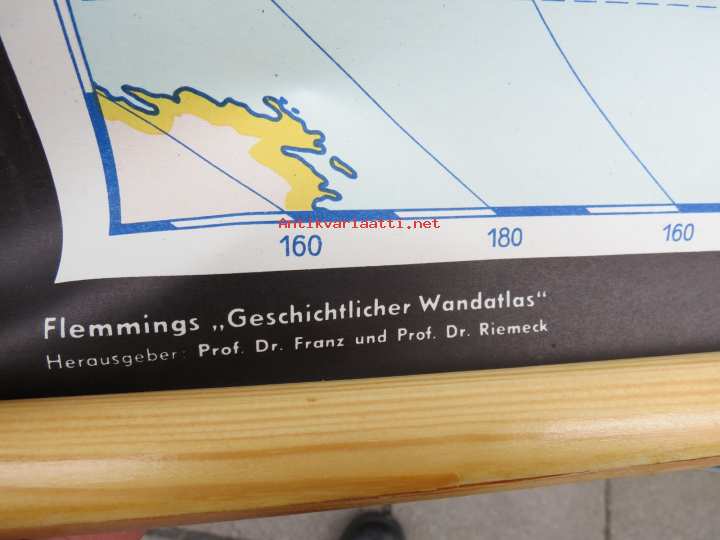 Antikvariaatti.net
160 180 160
Flemmings „Geschichtlicher Wandatlas“
Herausgeber: Prof. Dr. Franz und Prof. Dr. Riemeck